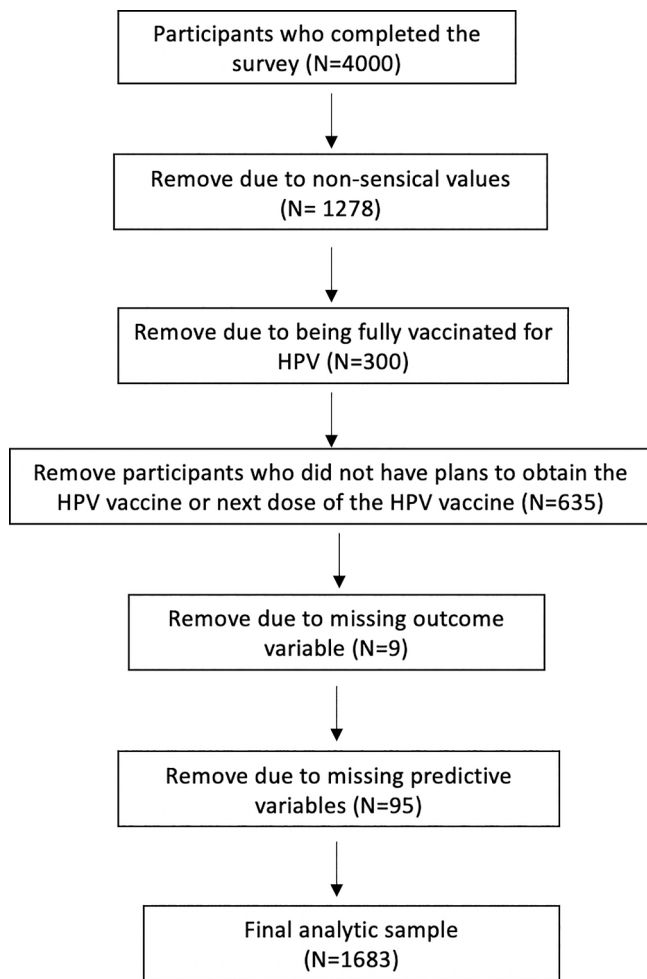 Participants who completed the
survey (N=4000)
Remove due to non-sensical values
(N= 1278)
Remove due to being fully vaccinated for
HPV (N=300)
Remove participants who did not have plans to obtain the
HPV vaccine or next dose of the HPV vaccine (N=635)
Remove due to missing outcome
variable (N=9)
Remove due to missing predictive
variables (N=95)
Final analytic sample
(N=1683)